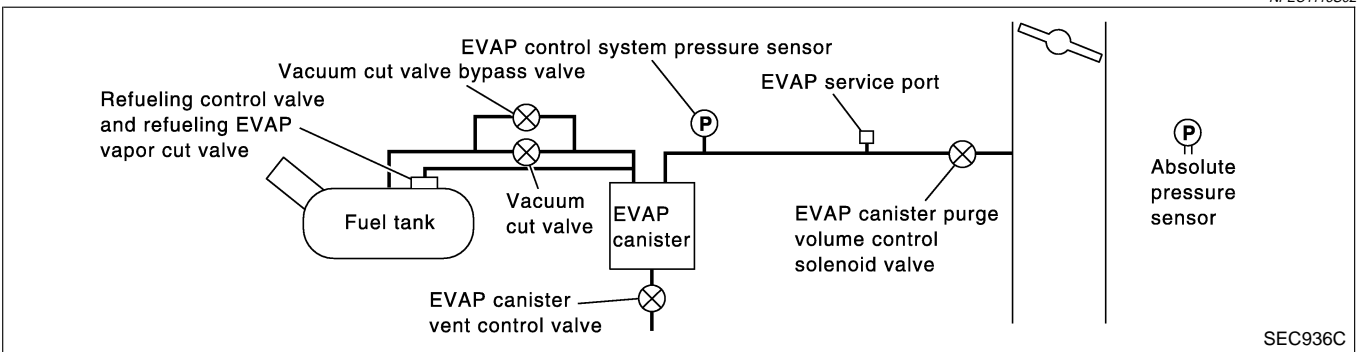 EVAP control system pressure sensor
Vacuum cut valve bypass valve
EVAP service port
Refueling control valve
and refueling EVAP
vapor cut valve
P
P
Absolute
pressure
sensor
Fuel tank
Vacuum
cut valve
EVAP
canister
EVAP canister purge
volume control
solenoid valve
EVAP canister
vent control valve
SEC936C